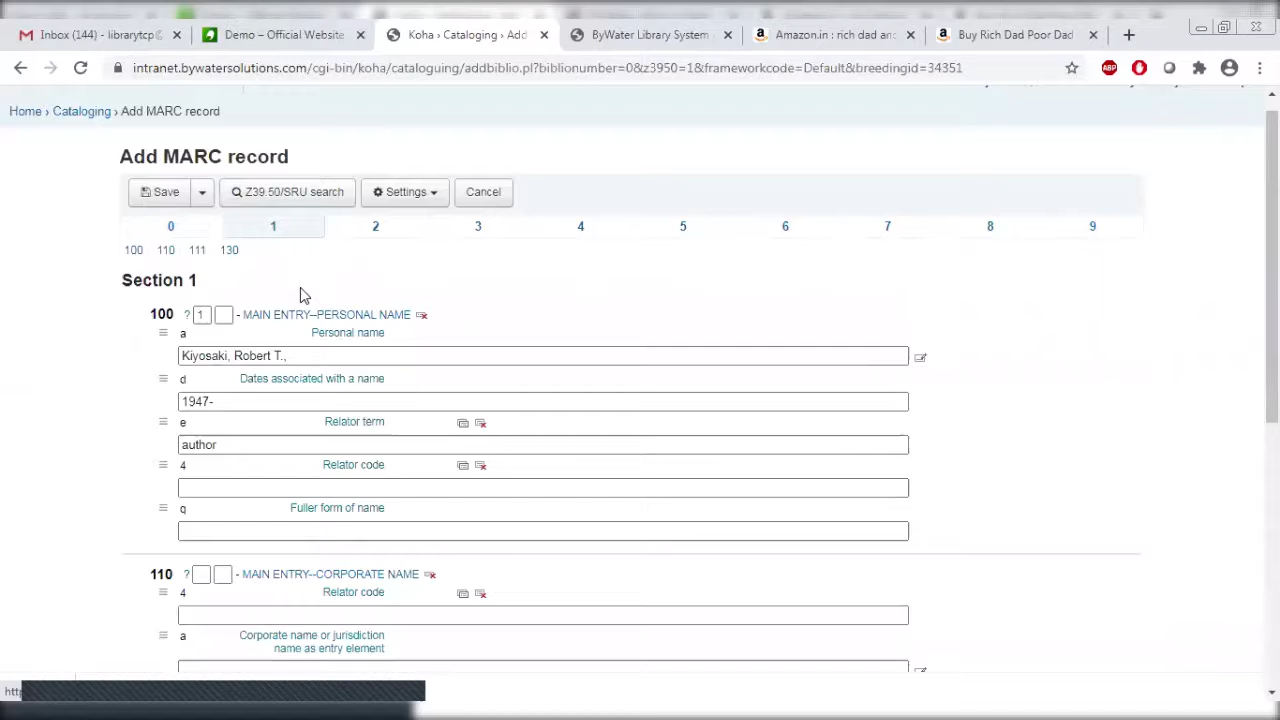 Inbox (144) - librarytcp@ Demo – Official Website Koha › Cataloging › Add ByWater Library System Amazon.in : rich dad and Buy Rich Dad Poor Dad
intranet.bywatersolutions.com/cgi-bin/koha/cataloguing/addbiblio.pl?biblionumber=0&z3950=1&frameworkcode=Default&breedingid=34351 ABP
Home › Cataloging › Add MARC record
Add MARC record
Save Z39.50/SRU search Settings Cancel
0 1 2 3 4 5 6 7 8 9
100 110 111 130
Section 1
100 ? 1 - MAIN ENTRY--PERSONAL NAME
a Personal name
Kiyosaki, Robert T.,
d Dates associated with a name
1947-
e Relator term
author
4 Relator code
q Fuller form of name
110 ? - MAIN ENTRY--CORPORATE NAME
4 Relator code
a Corporate name or jurisdiction
name as entry element